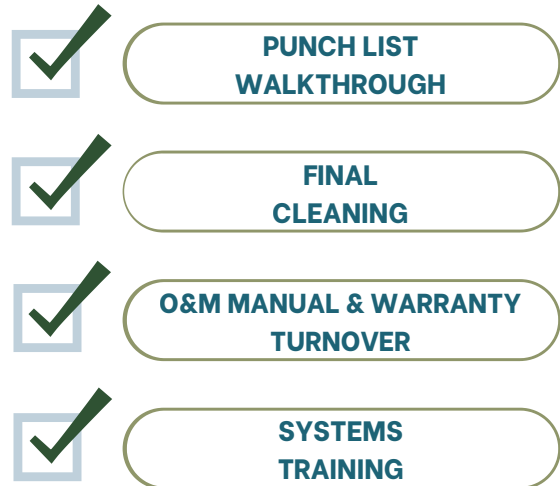 PUNCH LIST
WALKTHROUGH
FINAL
CLEANING
O&M MANUAL & WARRANTY
TURNOVER
SYSTEMS
TRAINING